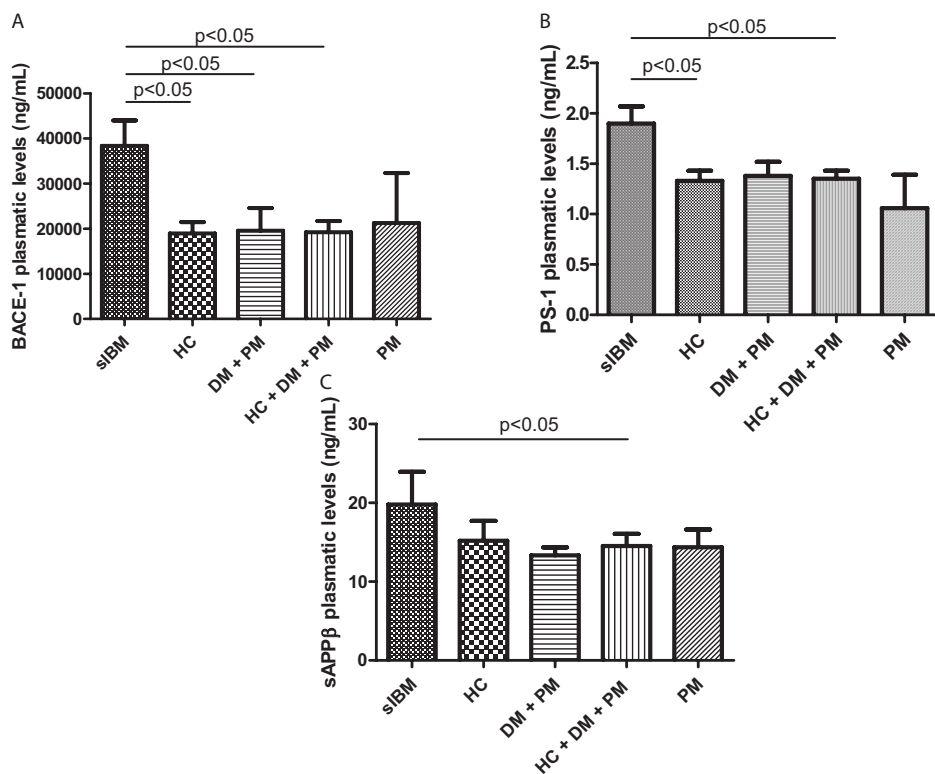 A
p<0.05
p<0.05
p<0.05
BACE-1 plasmatic levels (ng/mL)
50000
40000
30000
20000
10000
0
sIBM
HC
DM + PM
HC + DM + PM
PM
B
p<0.05
p<0.05
PS-1 plasmatic levels (ng/mL)
2.5
2.0
1.5
1.0
0.5
0.0
sIBM
HC
DM + PM
HC + DM + PM
PM
C
p<0.05
sAPPβ plasmatic levels (ng/mL)
30
20
10
0
sIBM
HC
DM + PM
HC + DM + PM
PM